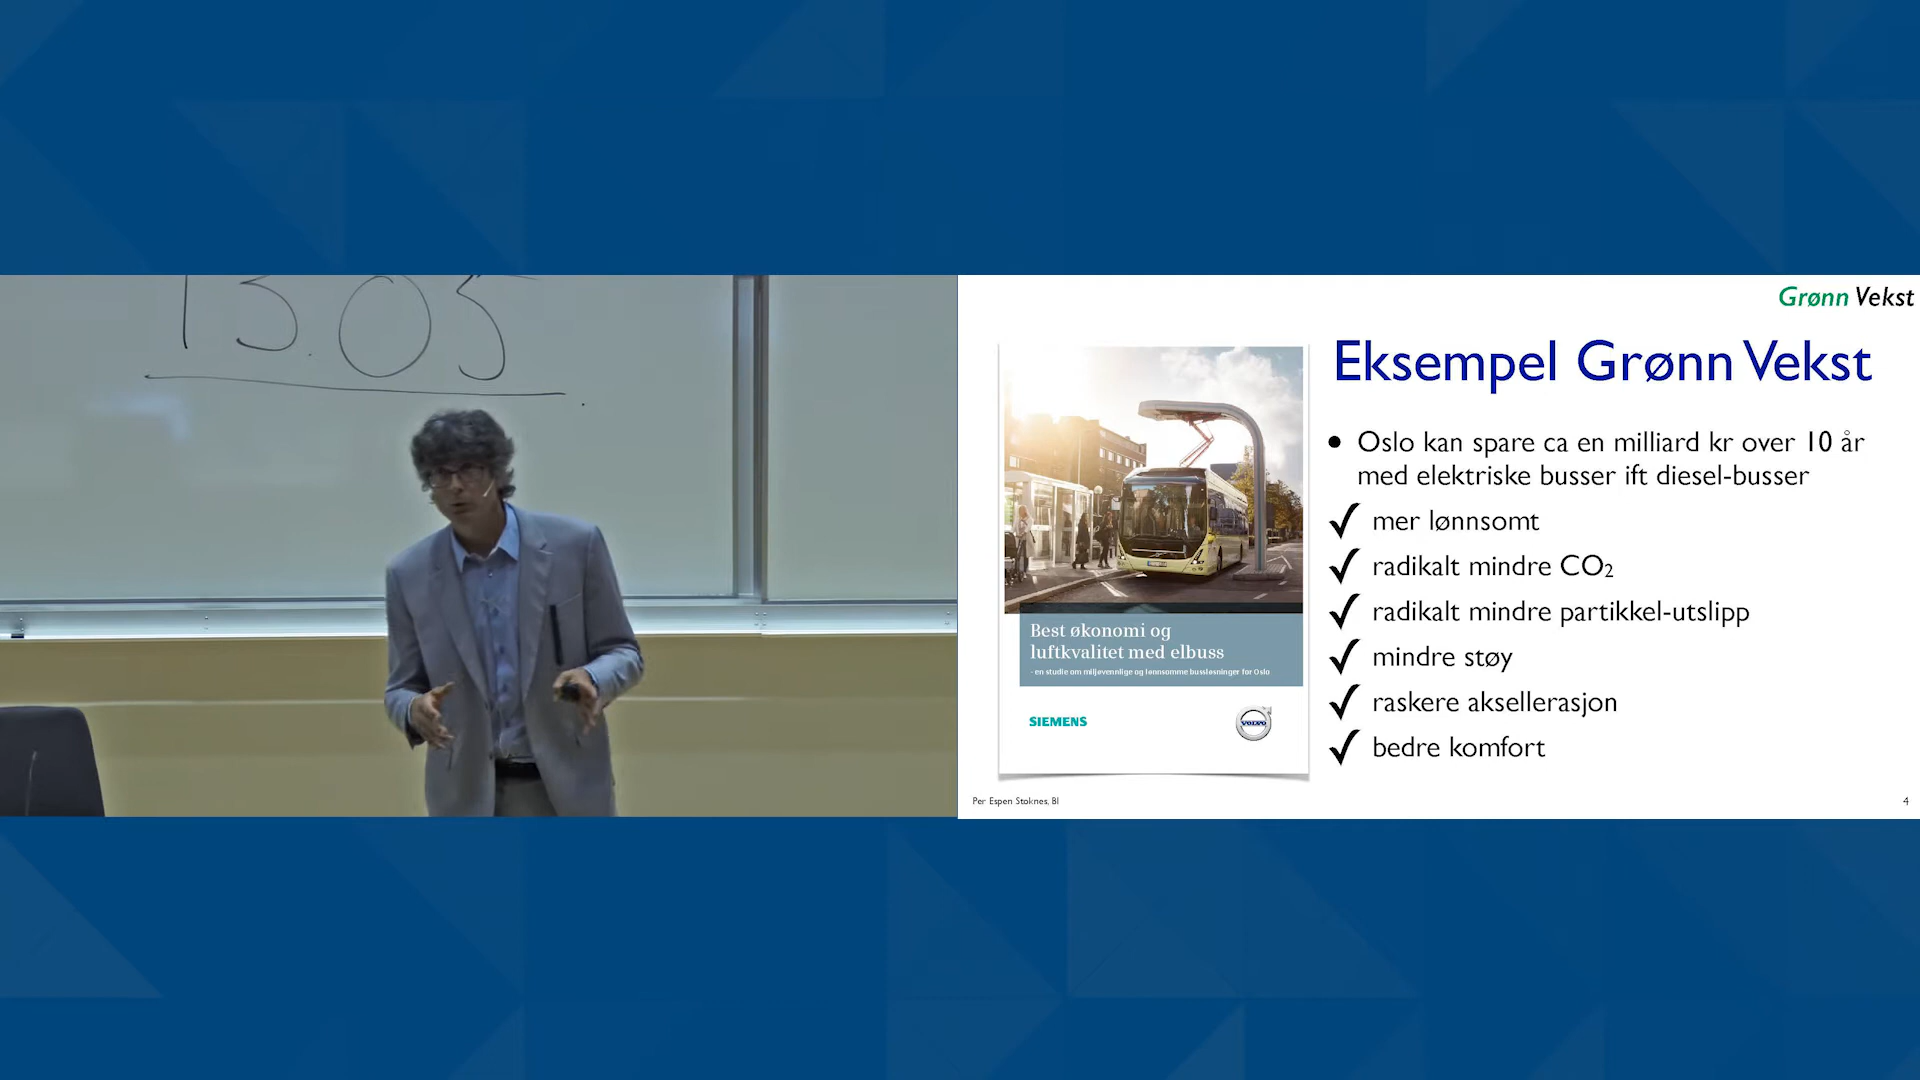 13.05
Grønn Vekst
Eksempel Grønn Vekst
• Oslo kan spare ca en milliard kr over 10 år
med elektriske busser ift diesel-busser
✓ mer lønnsomt
✓ radikalt mindre CO₂
✓ radikalt mindre partikkel-utslipp
✓ mindre støy
✓ raskere aksellerasjon
✓ bedre komfort
Best økonomi og
luftkvalitet med elbuss
- en studie om miljøvennlige og lønnsomme bussløsninger for Oslo
SIEMENS
VOLVO
Per Espen Stoknes, BI
4